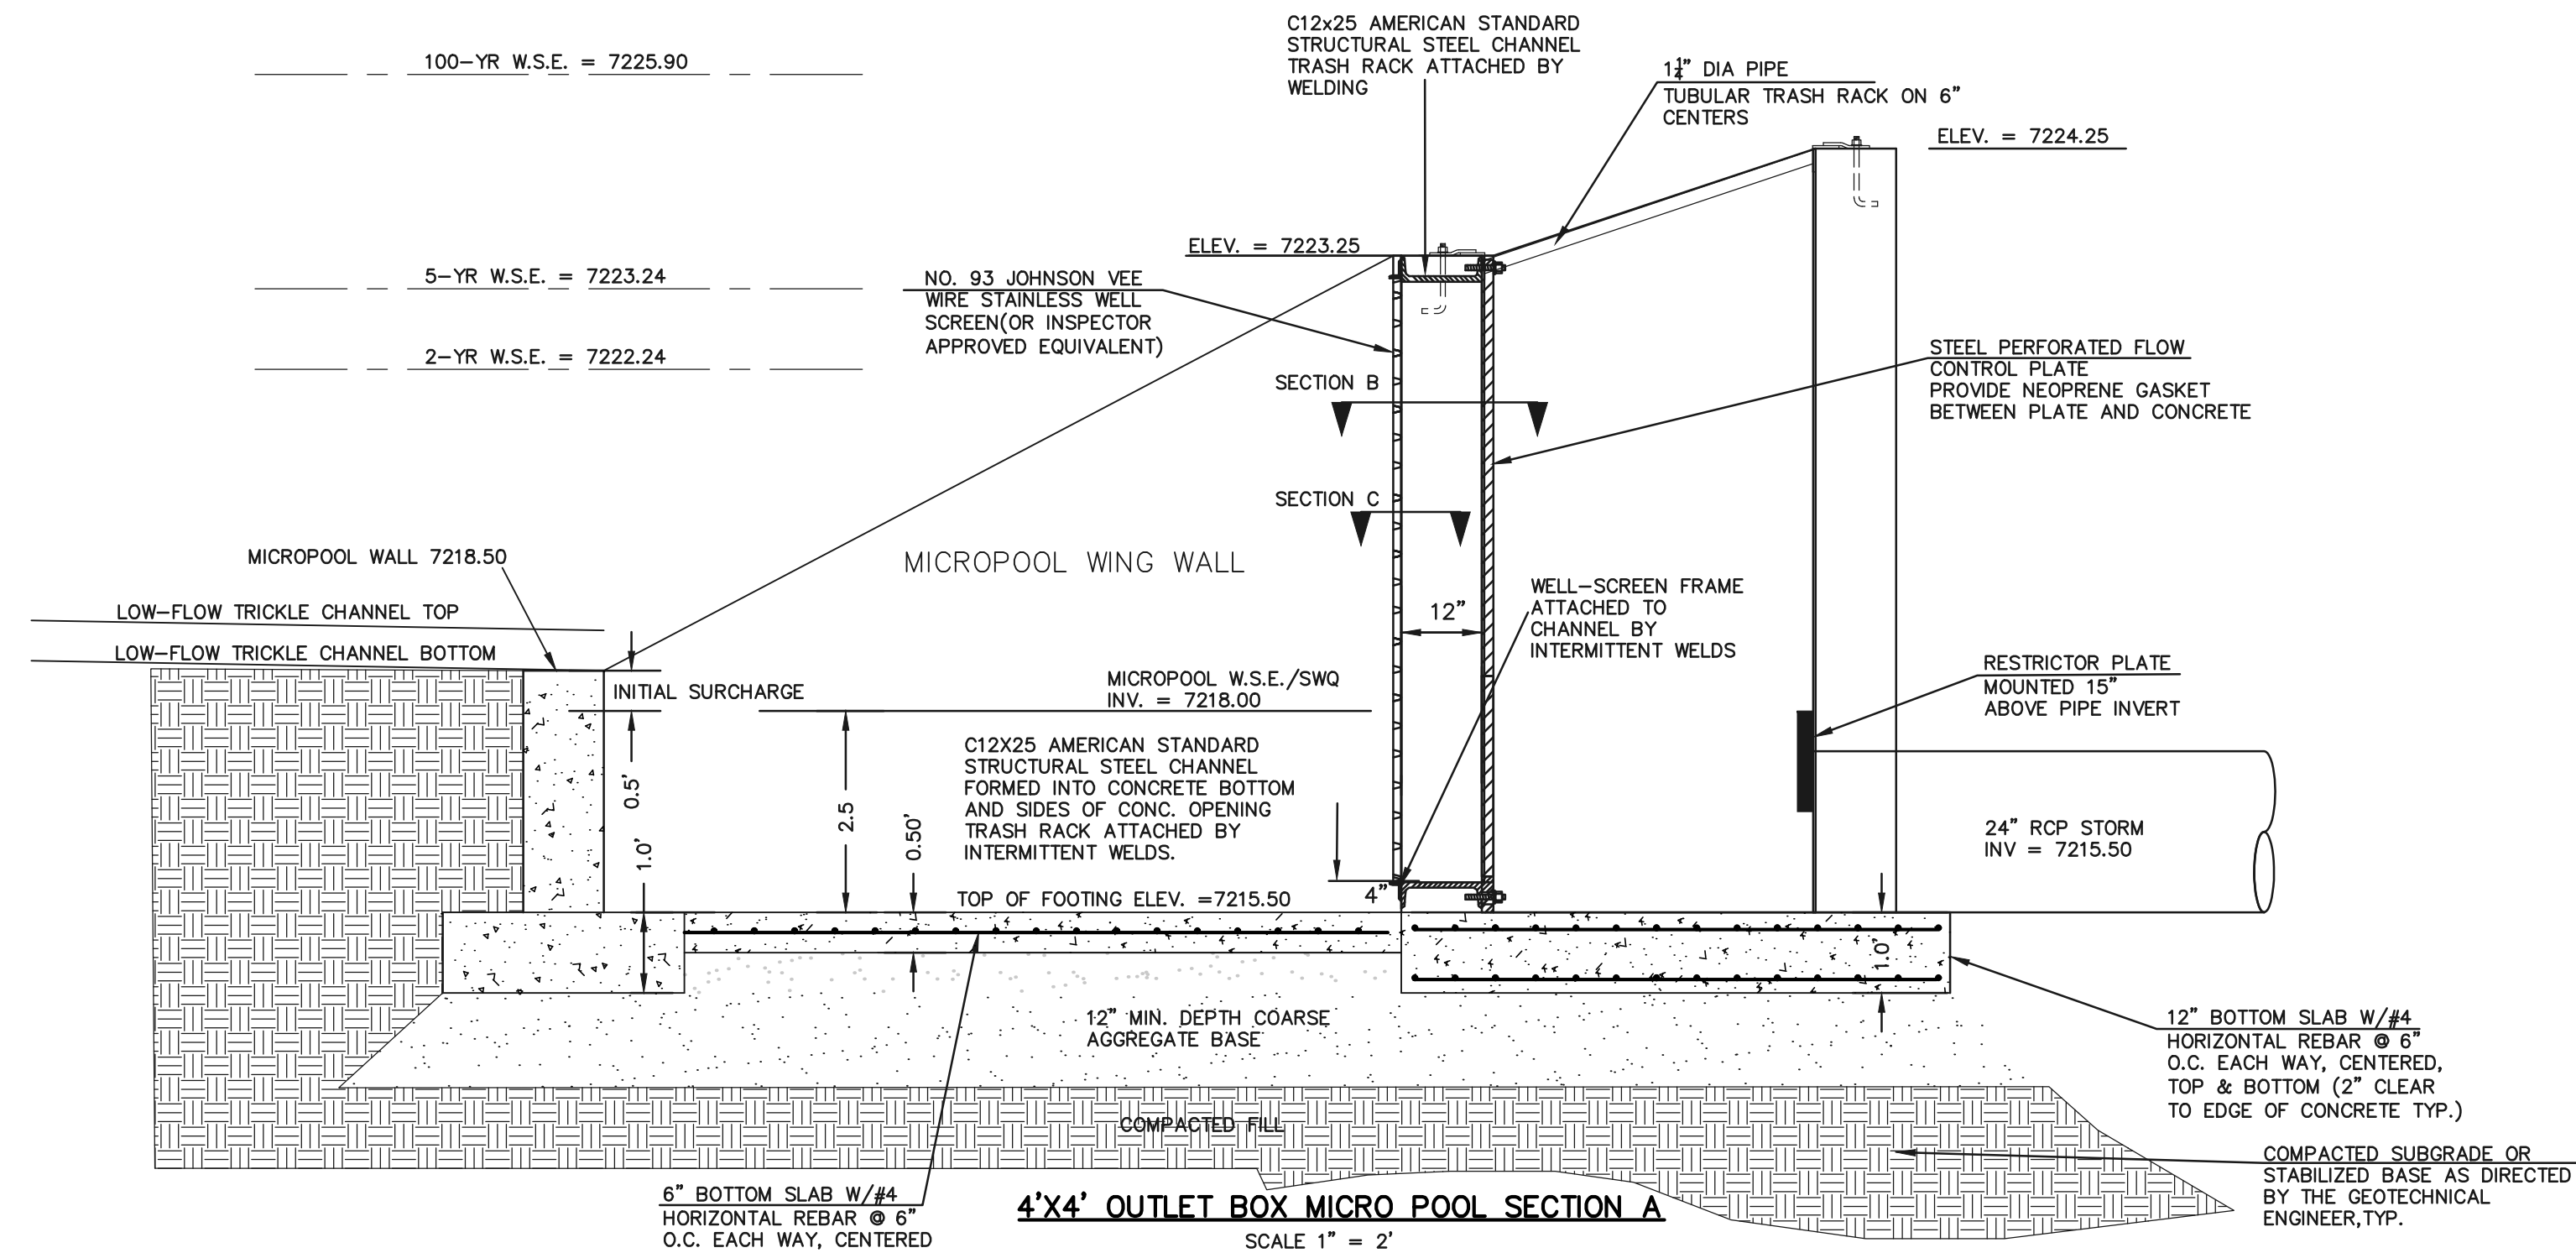 C12x25 AMERICAN STANDARD
STRUCTURAL STEEL CHANNEL
TRASH RACK ATTACHED BY
WELDING
100-YR W.S.E. = 7225.90
1¼" DIA PIPE
TUBULAR TRASH RACK ON 6"
CENTERS
ELEV. = 7224.25
ELEV. = 7223.25
5-YR W.S.E. = 7223.24
NO. 93 JOHNSON VEE
WIRE STAINLESS WELL
SCREEN(OR INSPECTOR
APPROVED EQUIVALENT)
2-YR W.S.E. = 7222.24
STEEL PERFORATED FLOW
CONTROL PLATE
PROVIDE NEOPRENE GASKET
BETWEEN PLATE AND CONCRETE
SECTION B
SECTION C
MICROPOOL WALL 7218.50
MICROPOOL WING WALL
WELL-SCREEN FRAME
ATTACHED TO
CHANNEL BY
INTERMITTENT WELDS
12"
LOW-FLOW TRICKLE CHANNEL TOP
LOW-FLOW TRICKLE CHANNEL BOTTOM
INITIAL SURCHARGE
MICROPOOL W.S.E./SWQ
INV. = 7218.00
RESTRICTOR PLATE
MOUNTED 15"
ABOVE PIPE INVERT
C12X25 AMERICAN STANDARD
STRUCTURAL STEEL CHANNEL
FORMED INTO CONCRETE BOTTOM
AND SIDES OF CONC. OPENING
TRASH RACK ATTACHED BY
INTERMITTENT WELDS.
0.5'
2.5
0.50'
1.0'
24" RCP STORM
INV = 7215.50
4"
TOP OF FOOTING ELEV. =7215.50
1.0'
12" MIN. DEPTH COARSE
AGGREGATE BASE
12" BOTTOM SLAB W/#4
HORIZONTAL REBAR @ 6"
O.C. EACH WAY, CENTERED,
TOP & BOTTOM (2" CLEAR
TO EDGE OF CONCRETE TYP.)
COMPACTED FILL
COMPACTED SUBGRADE OR
STABILIZED BASE AS DIRECTED
BY THE GEOTECHNICAL
ENGINEER,TYP.
6" BOTTOM SLAB W/#4
HORIZONTAL REBAR @ 6"
O.C. EACH WAY, CENTERED
4'X4' OUTLET BOX MICRO POOL SECTION A
SCALE 1" = 2'